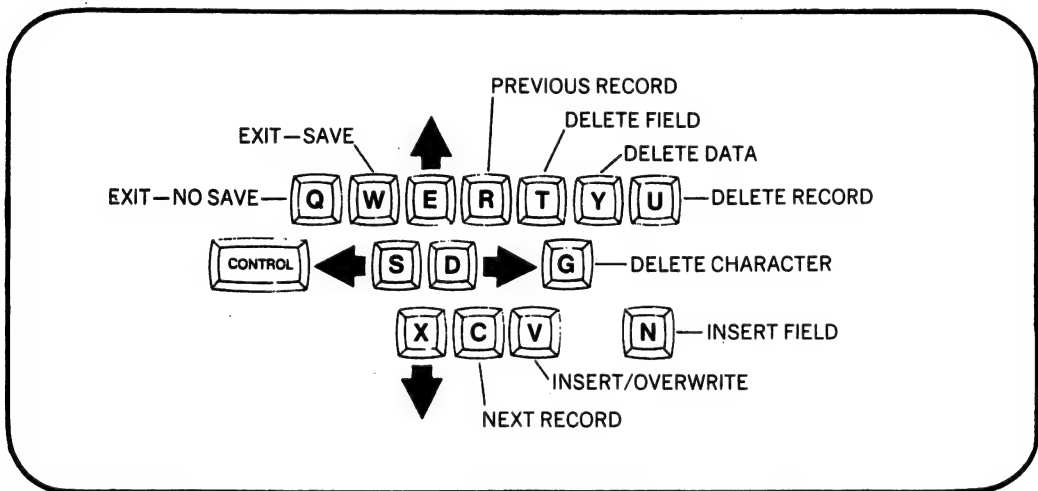 PREVIOUS RECORD
EXIT—SAVE
DELETE FIELD
DELETE DATA
EXIT—NO SAVE
Q W E R T Y U
DELETE RECORD
CONTROL
S D G
DELETE CHARACTER
X C V N
INSERT FIELD
INSERT/OVERWRITE
NEXT RECORD